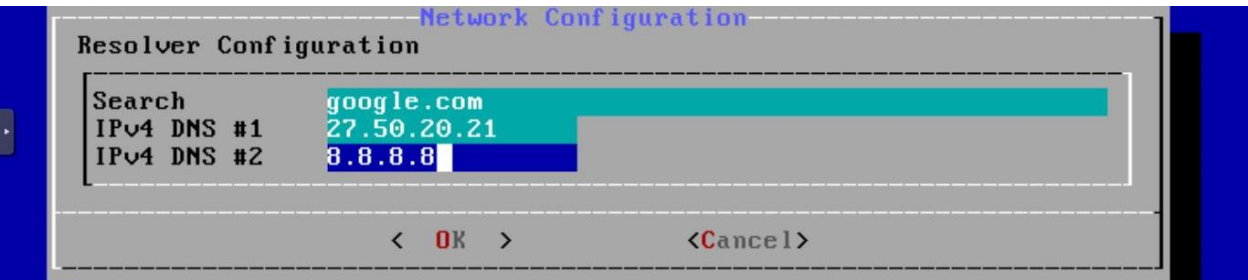 Network Configuration
Resolver Configuration
Search google.com
IPv4 DNS #1 27.50.20.21
IPv4 DNS #2 8.8.8.8
< OK > <Cancel>